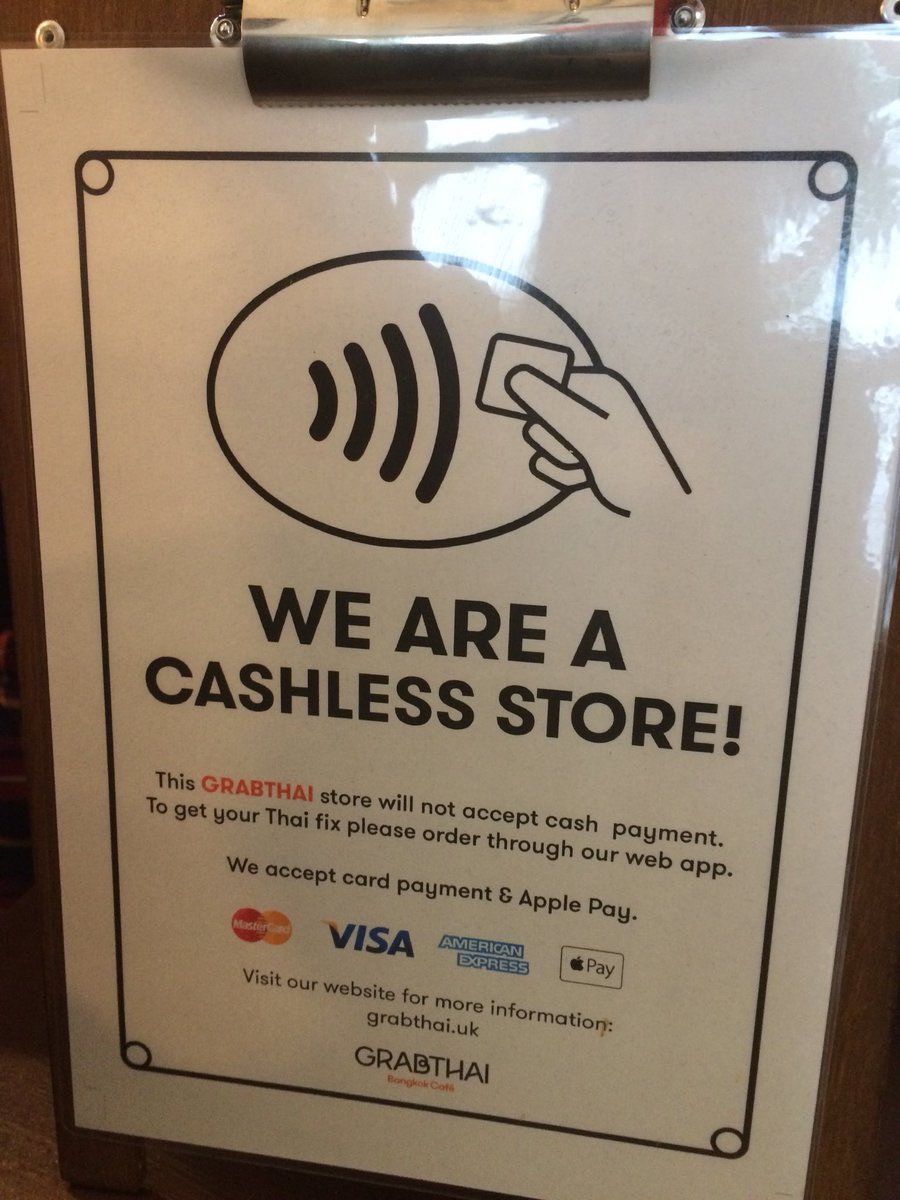 WE ARE A
CASHLESS STORE!
This GRABTHAI store will not accept cash payment.
To get your Thai fix please order through our web app.
We accept card payment & Apple Pay.
MasterCard VISA AMERICAN EXPRESS Pay
Visit our website for more information:
grabthai.uk
GRABTHAI
Bangkok Café